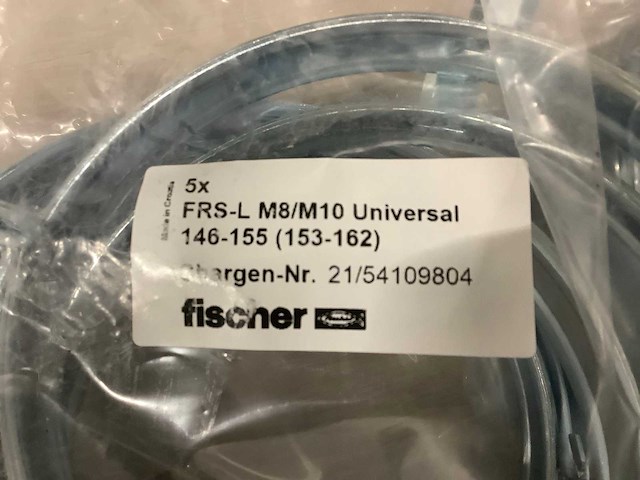 Made in Croatia
5x
FRS-L M8/M10 Universal
146-155 (153-162)
Chargen-Nr. 21/54109804
fischer